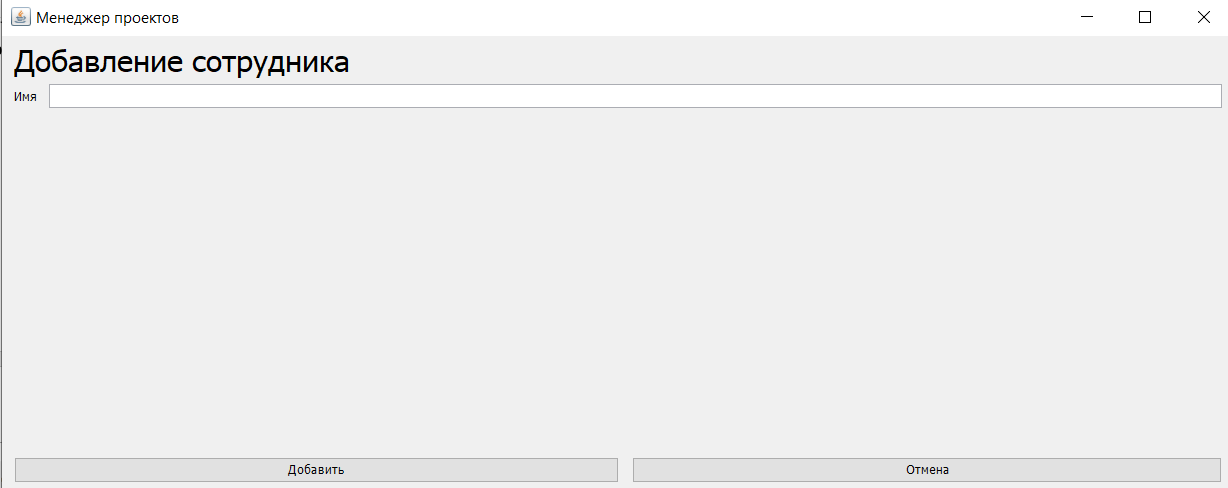 Менеджер проектов
Добавление сотрудника
Имя
Добавить Отмена